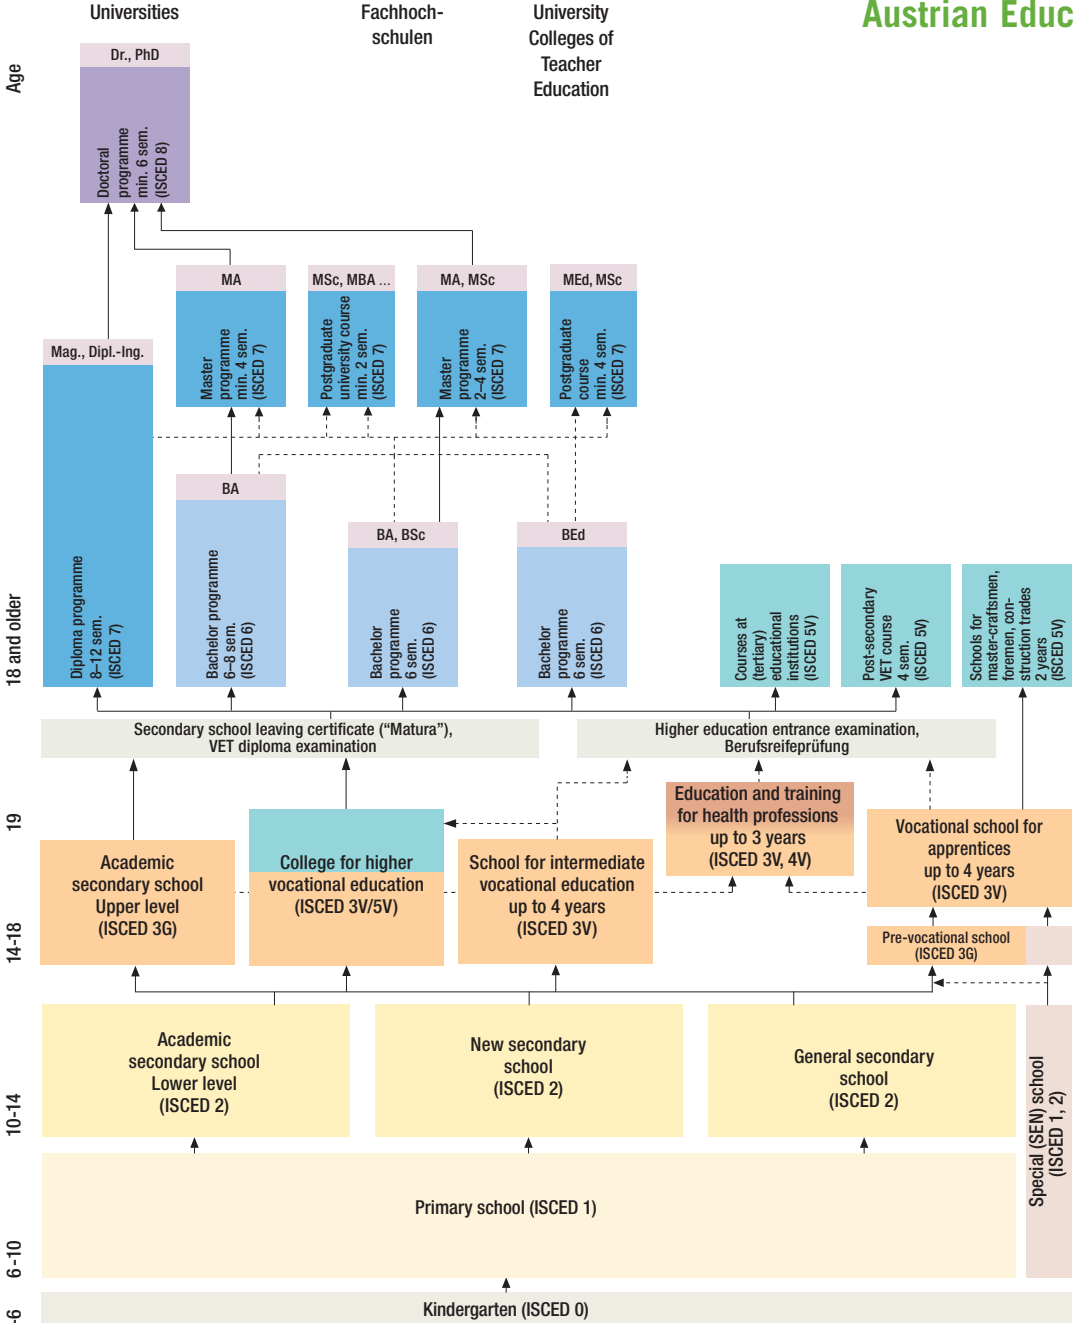 Universities
Fachhoch-
schulen
University
Colleges of
Teacher
Education
Austrian Educ
Age
Dr., PhD
Doctoral
programme
min. 6 sem.
(ISCED 8)
MA
Master
programme
min. 4 sem.
(ISCED 7)
MSc, MBA ...
Postgraduate
university course
min. 2 sem.
(ISCED 7)
MA, MSc
Master
programme
2–4 sem.
(ISCED 7)
MEd, MSc
Postgraduate
course
min. 4 sem.
(ISCED 7)
Mag., Dipl.-Ing.
Diploma programme
8–12 sem.
(ISCED 7)
BA
Bachelor programme
6–8 sem.
(ISCED 6)
BA, BSc
Bachelor
programme
6 sem.
(ISCED 6)
BEd
Bachelor
programme
6 sem.
(ISCED 6)
Courses at
(tertiary)
educational
institutions
(ISCED 5V)
Post-secondary
VET course
4 sem.
(ISCED 5V)
Schools for
master-craftsmen,
foremen, con-
struction trades
2 years
(ISCED 5V)
18 and older
Secondary school leaving certificate (“Matura”),
VET diploma examination
Higher education entrance examination,
Berufsreifeprüfung
19
Education and training
for health professions
up to 3 years
(ISCED 3V, 4V)
Vocational school for
apprentices
up to 4 years
(ISCED 3V)
Academic
secondary school
Upper level
(ISCED 3G)
College for higher
vocational education
(ISCED 3V/5V)
School for intermediate
vocational education
up to 4 years
(ISCED 3V)
14-18
Pre-vocational school
(ISCED 3G)
Academic
secondary school
Lower level
(ISCED 2)
New secondary
school
(ISCED 2)
General secondary
school
(ISCED 2)
Special (SEN) school
(ISCED 1, 2)
10-14
Primary school (ISCED 1)
6-10
Kindergarten (ISCED 0)
-6